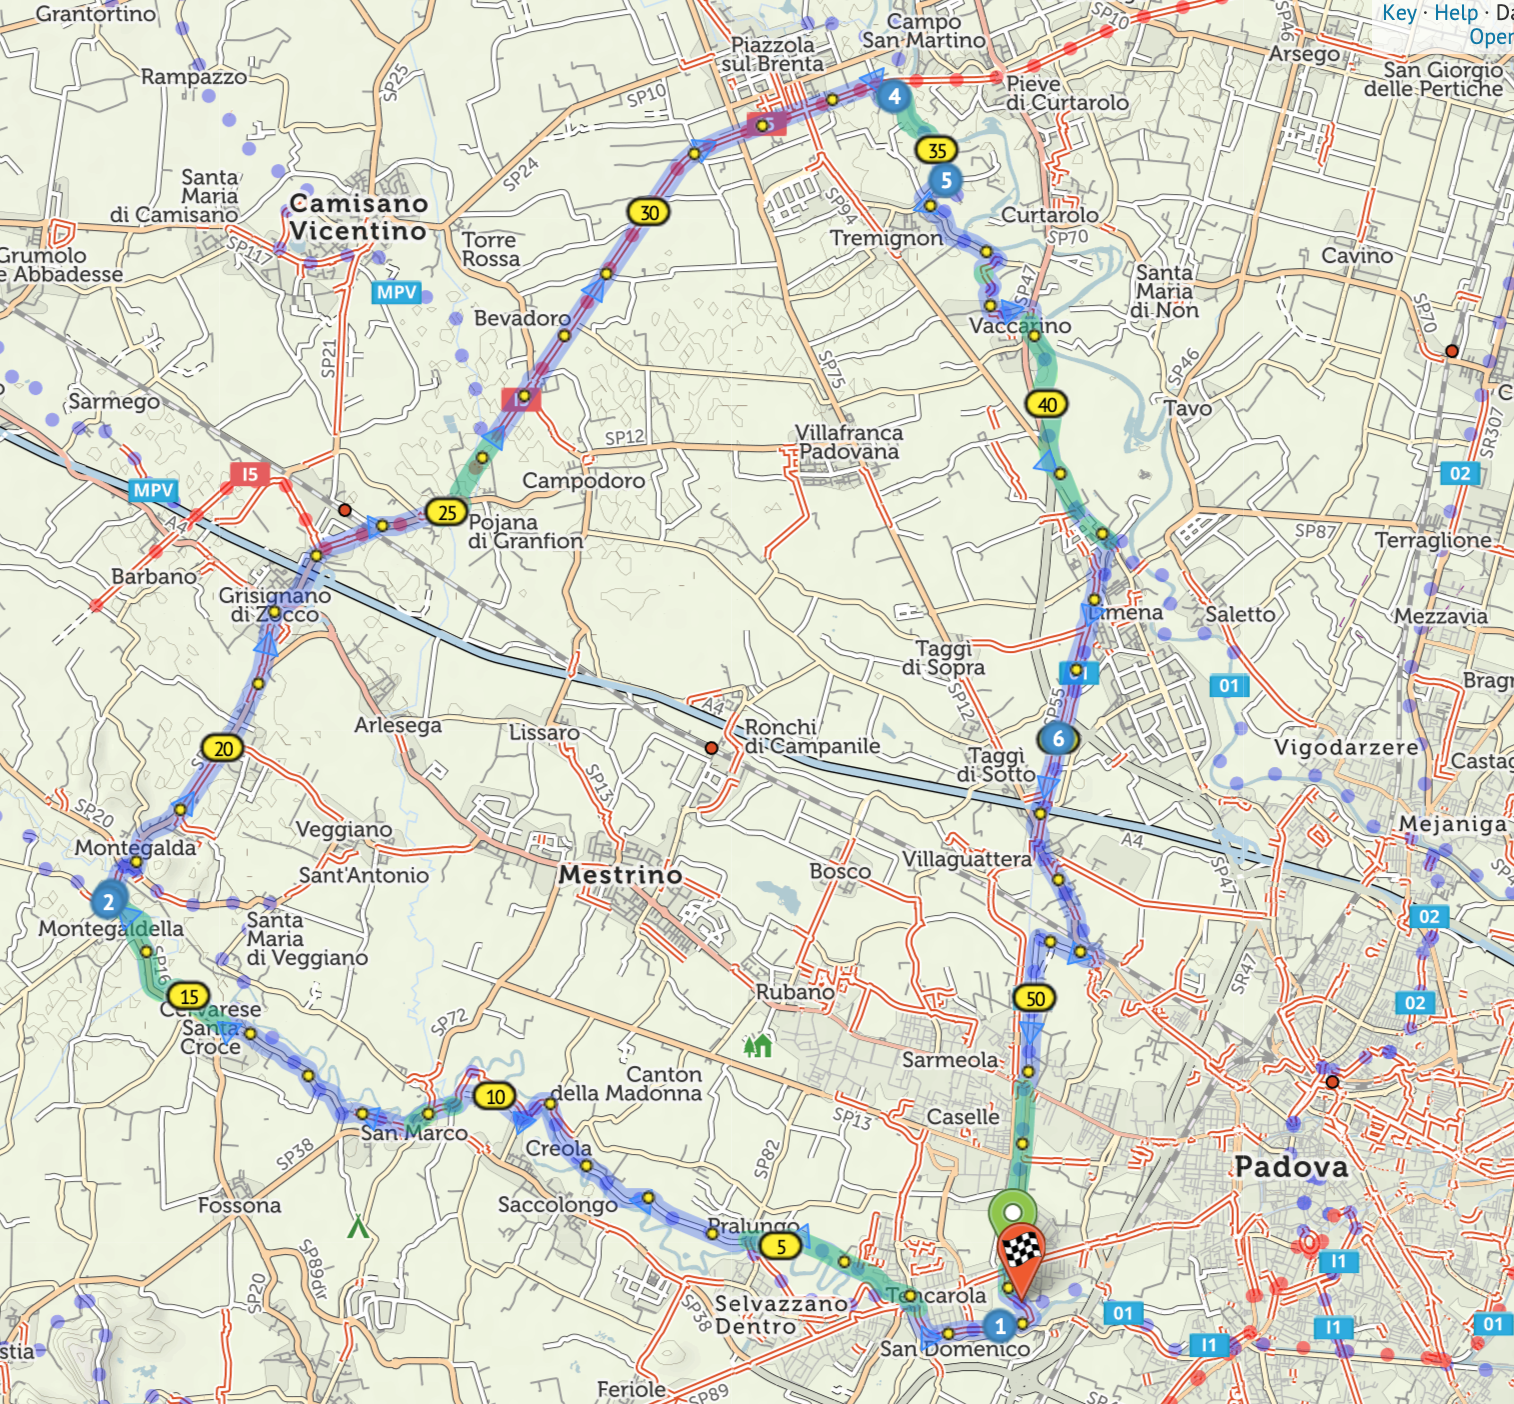 Grantortino
Campo
San Martino
SP10
SP46
Key · Help · Da
Open
Arsego
Piazzola
sul Brenta
San Giorgio
delle Pertiche
Rampazzo
SP25
SP10
4
Pieve
di Curtarolo
I5
35
5
SP24
Santa
Maria
di Camisano
Camisano
Vicentino
30
SP94
Curtarolo
SP70
SP117
Torre
Rossa
Tremignon
Grumolo
e Abbadesse
Cavino
Santa
Maria
di Non
MPV
SP47
SP70
Bevadoro
Vaccarino
SP21
SP75
SP46
Sarmego
40
Tavo
SR307
SP12
Villafranca
Padovana
I5
02
MPV
Campodoro
25
Pojana
di Granfion
A4
SP87
Terraglione
Barbano
Grisignano
di Zocco
Limena
Saletto
Mezzavia
Taggi
di Sopra
01
01
SP12
SP55
A4
Arlesega
Lissaro
Ronchi
di Campanile
20
6
Taggi
di Sotto
Vigodarzere
SP13
SP20
Veggiano
Montegalda
Mejaniga
A4
Villaguattera
Sant'Antonio
Mestrino
Bosco
SP47
2
Montegaldella
Santa
Maria
di Veggiano
02
SP16
15
Rubano
50
SR47
02
Cervarese
Santa
Croce
SP72
Sarmeola
Canton
della Madonna
10
SP13
Caselle
San Marco
Creola
SP38
SP82
Padova
Fossona
Saccolongo
Pralungo
5
SP89dir
SP20
SP38
Selvazzano
Dentro
Tencarola
1
San Domenico
01
I1
I1
I1
01
Feriole
SP89